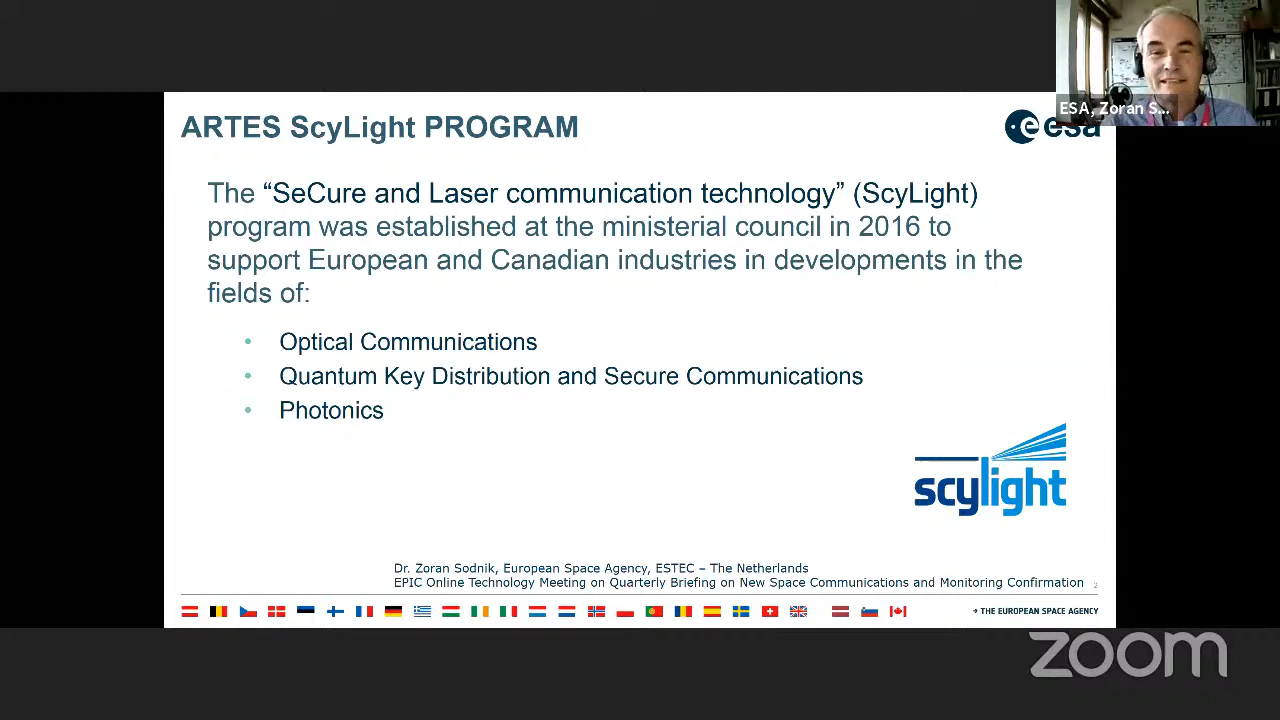 ESA, Zoran S...
ARTES ScyLight PROGRAM
esa
The “SeCure and Laser communication technology” (ScyLight)
program was established at the ministerial council in 2016 to
support European and Canadian industries in developments in the
fields of:
• Optical Communications
• Quantum Key Distribution and Secure Communications
• Photonics
scylight
Dr. Zoran Sodnik, European Space Agency, ESTEC – The Netherlands
EPIC Online Technology Meeting on Quarterly Briefing on New Space Communications and Monitoring Confirmation 2
→ THE EUROPEAN SPACE AGENCY
zoom